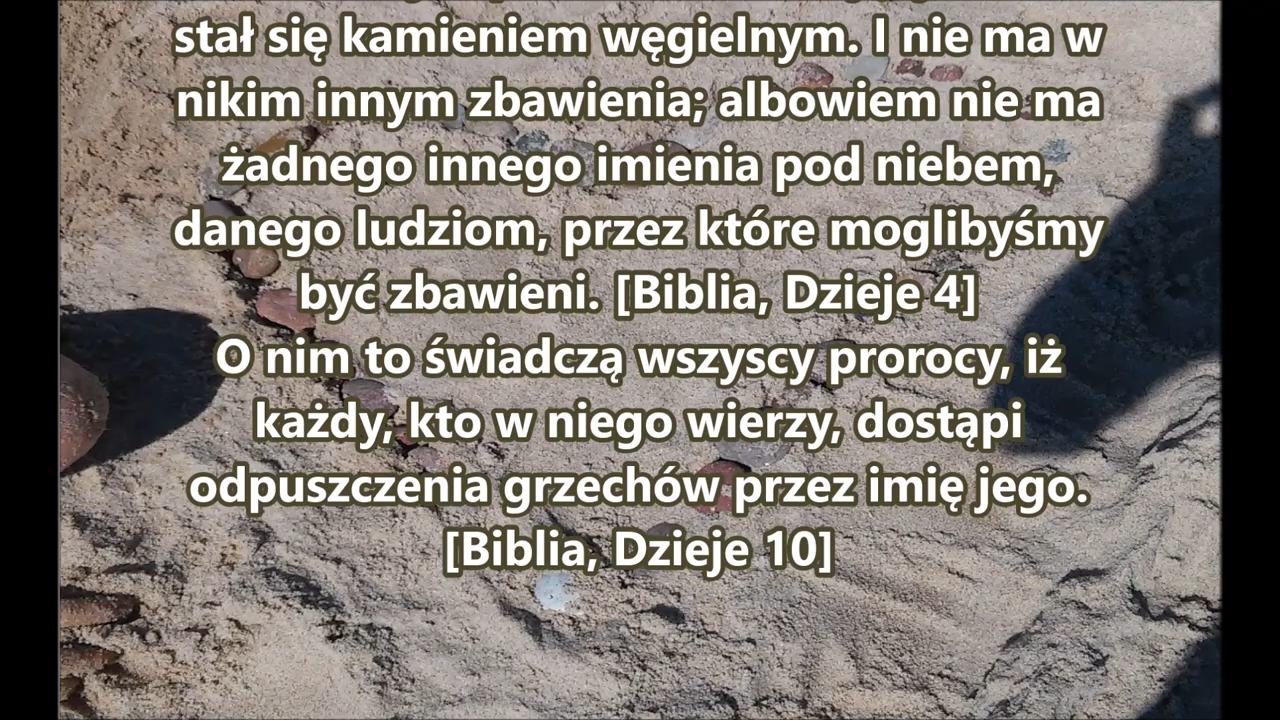 stał się kamieniem węgielnym. I nie ma w
nikim innym zbawienia; albowiem nie ma
żadnego innego imienia pod niebem,
danego ludziom, przez które moglibyśmy
być zbawieni. [Biblia, Dzieje 4]
O nim to świadczą wszyscy prorocy, iż
każdy, kto w niego wierzy, dostąpi
odpuszczenia grzechów przez imię jego.
[Biblia, Dzieje 10]